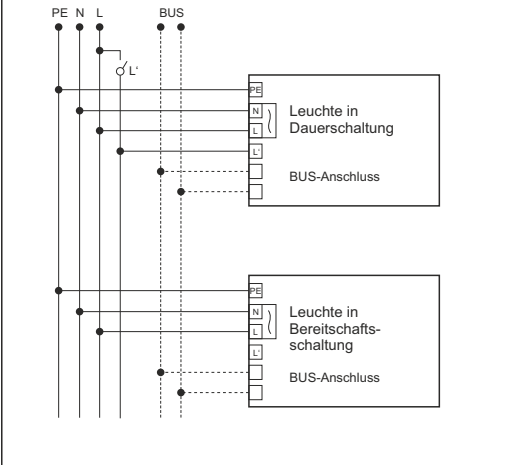 PE N L BUS
L'
PE
N
L
L'
Leuchte in
Dauerschaltung
BUS-Anschluss
PE
N
L
L'
Leuchte in
Bereitschafts-
schaltung
BUS-Anschluss